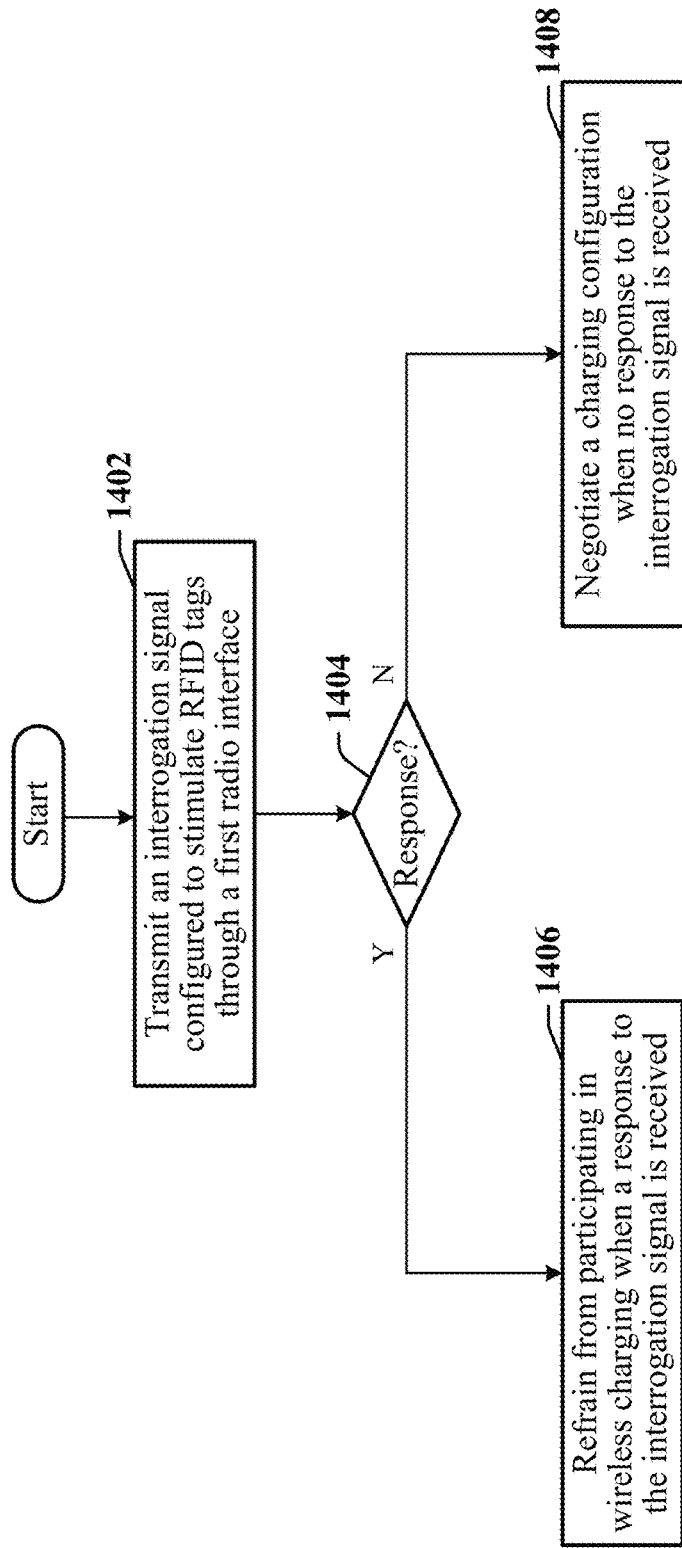 Start
1402
Transmit an interrogation signal
configured to stimulate RFID tags
through a first radio interface
1404
Response?
Y
N
1406
Refrain from participating in
wireless charging when a response to
the interrogation signal is received
1408
Negotiate a charging configuration
when no response to the
interrogation signal is received